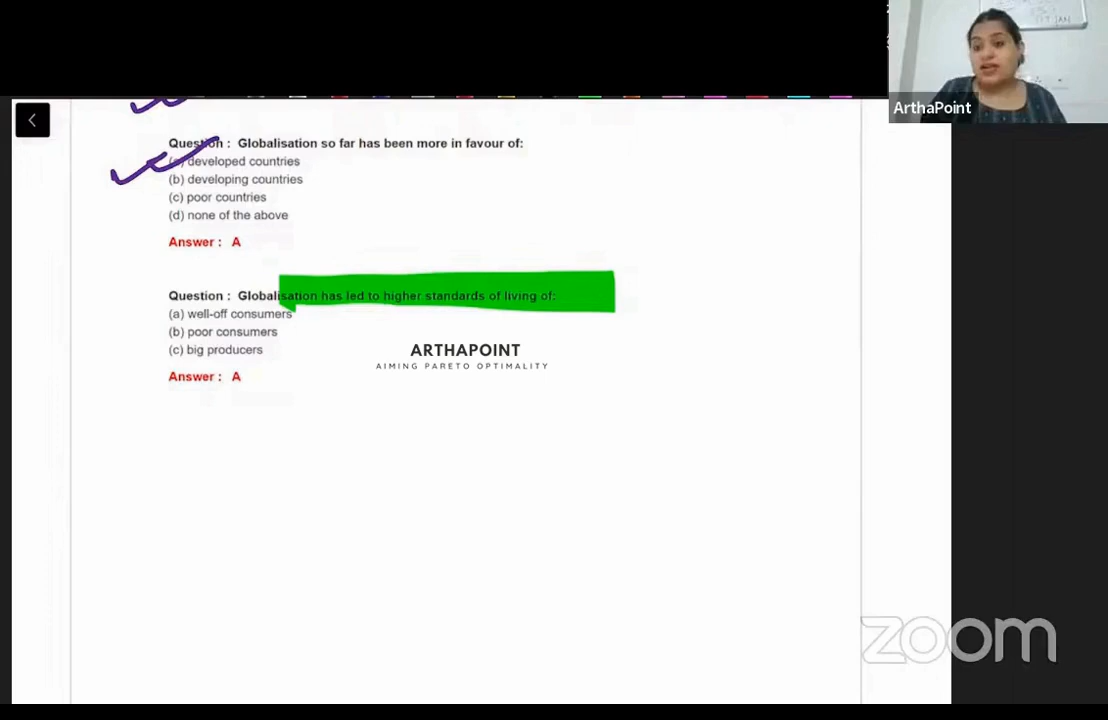 JAN
ArthaPoint
Question : Globalisation so far has been more in favour of:
(a) developed countries
(b) developing countries
(c) poor countries
(d) none of the above
Answer : A
Question : Globalisation has led to higher standards of living of:
(a) well-off consumers
(b) poor consumers
(c) big producers
ARTHAPOINT
AIMING PARETO OPTIMALITY
Answer : A
zoom